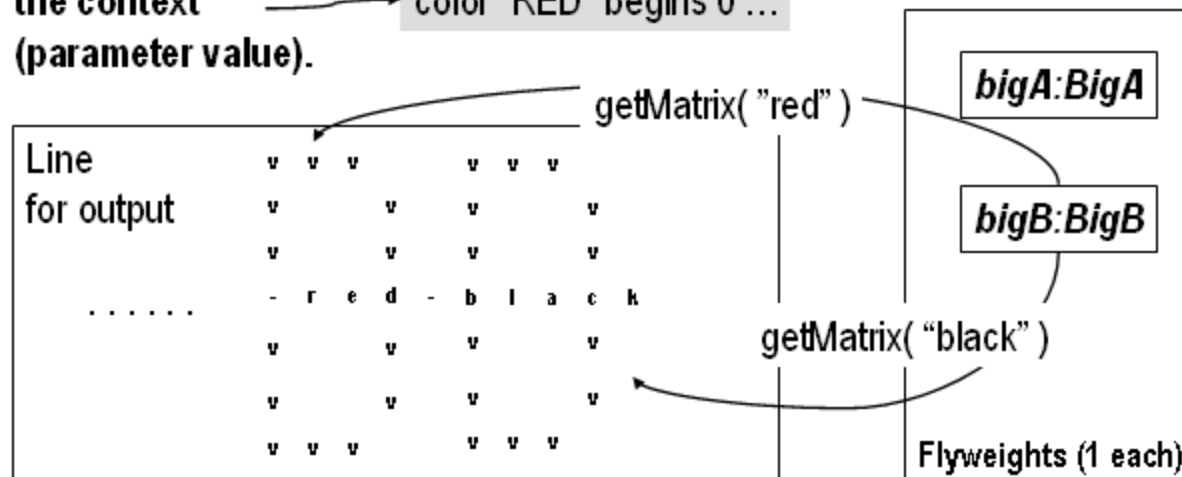 the context
color "RED" begins 0 ...
(parameter value).
bigA:BigA
getMatrix( ”red” )
Line
for output
v v v v v v
v v v v
bigB:BigB
v v v v
...... - r e d - b l a c k
getMatrix( “black” )
v v v v
v v v v
v v v v v v
Flyweights (1 each)